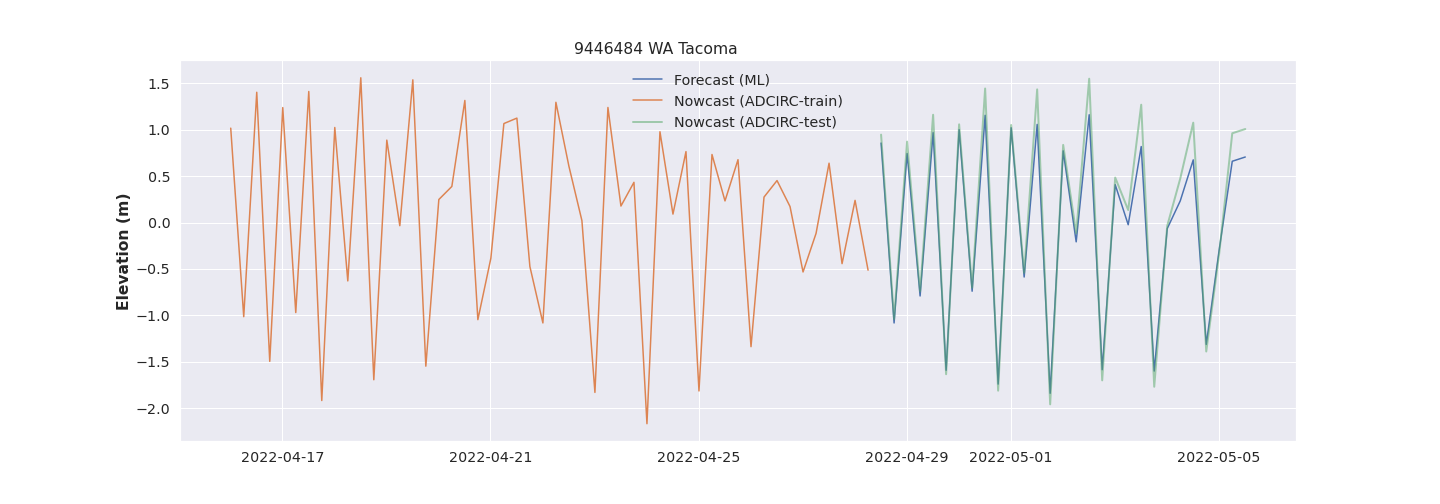 9446484 WA Tacoma
Forecast (ML)
Nowcast (ADCIRC-train)
Nowcast (ADCIRC-test)
Elevation (m)
1.5
1.0
0.5
0.0
−0.5
−1.0
−1.5
−2.0
2022-04-17 2022-04-21 2022-04-25 2022-04-29 2022-05-01 2022-05-05